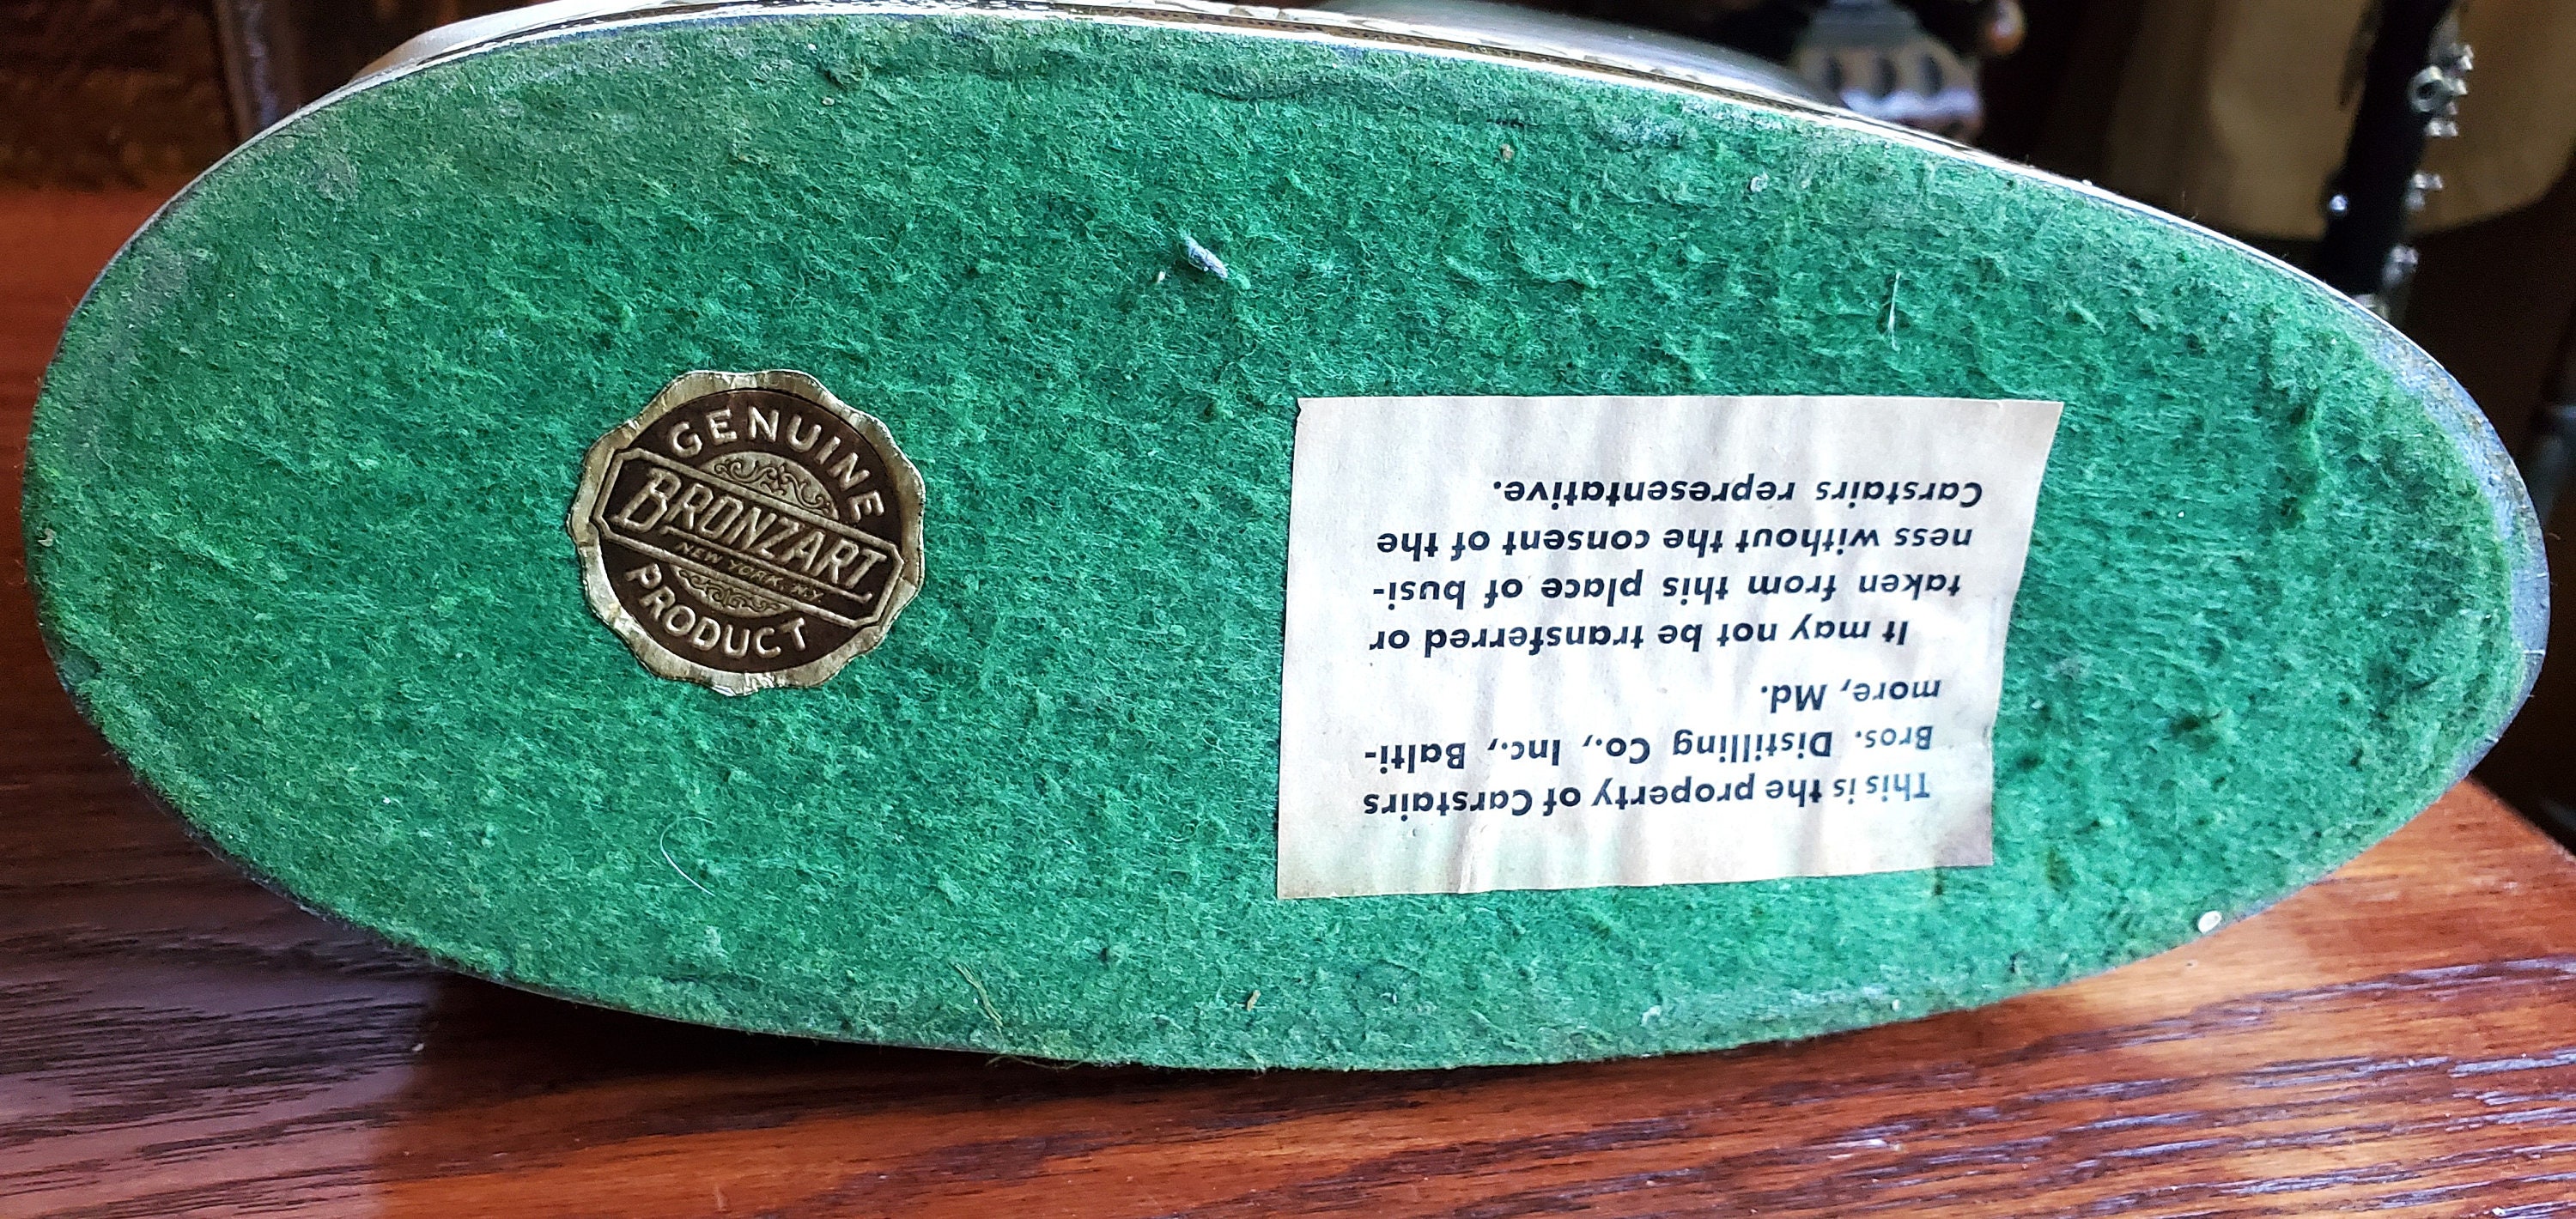 GENUINE
BRONZART
NEW YORK, NY
PRODUCT
This is the property of Carstairs
Bros. Distilling Co., Inc., Balti-
more, Md.
It may not be transferred or
taken from this place of busi-
ness without the consent of the
Carstairs representative.